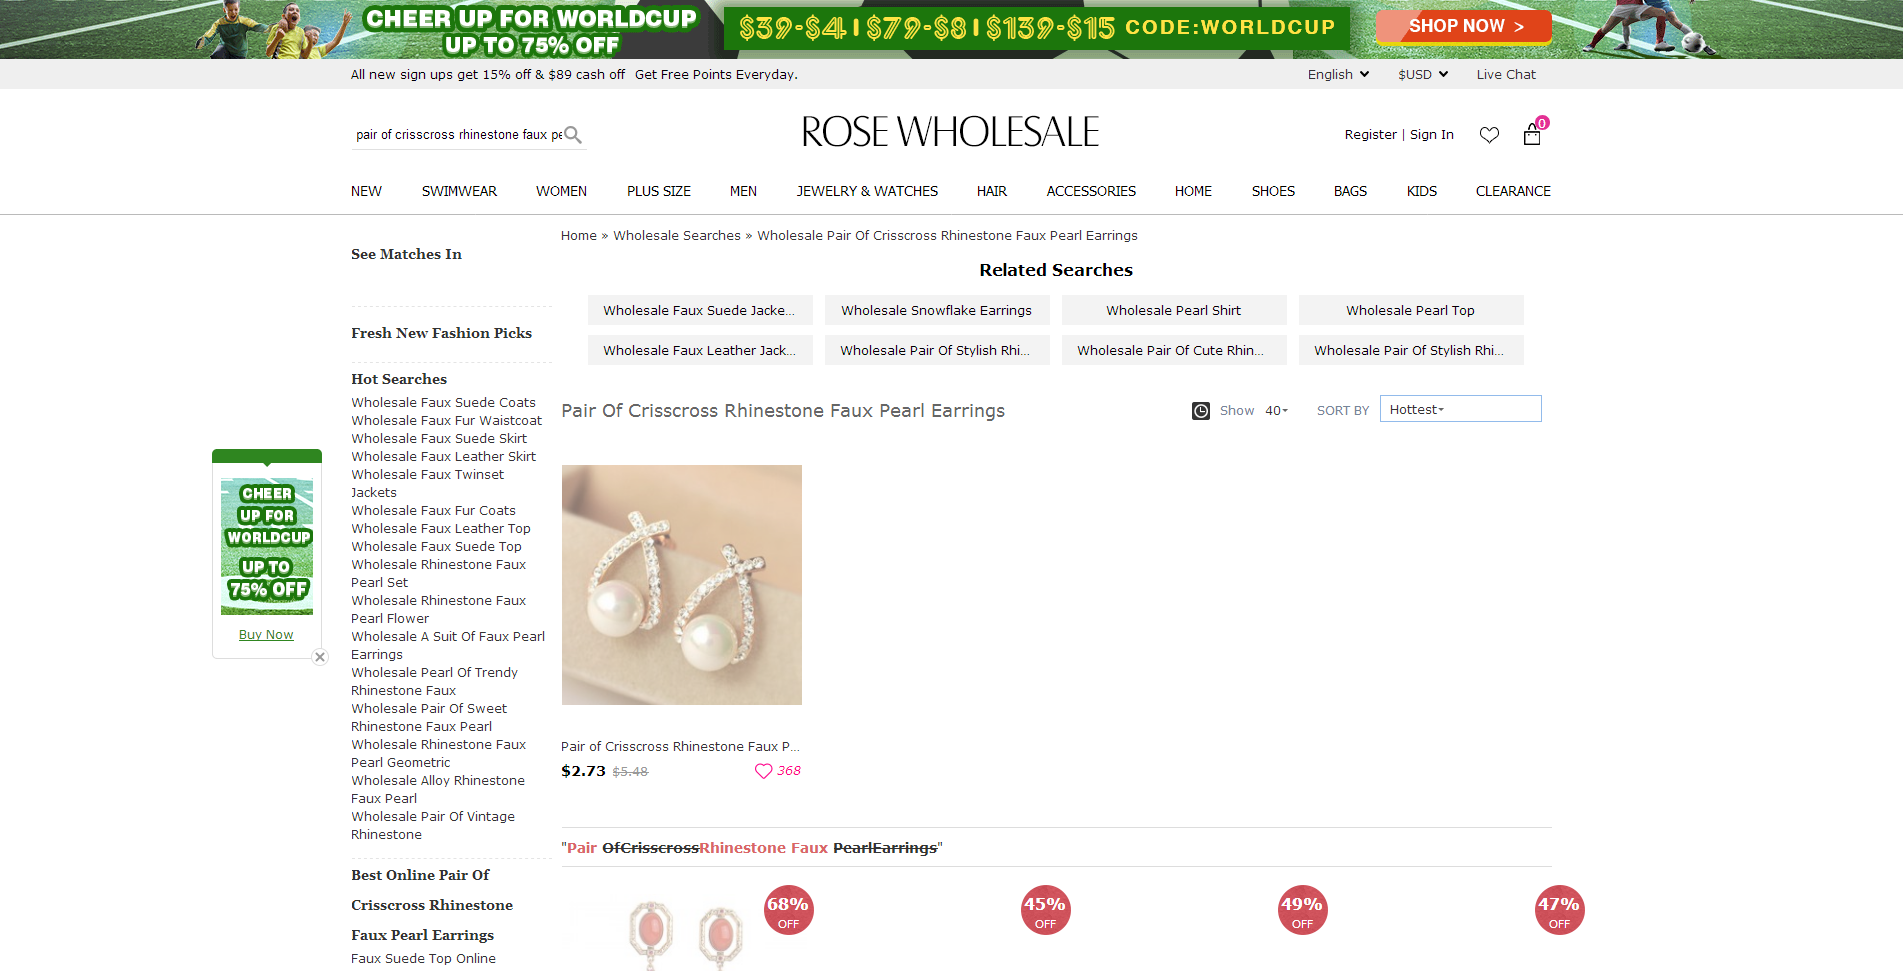 CHEER UP FOR WORLDCUP
UP TO 75% OFF
$39-$4 | $79-$8 | $139-$15 CODE:WORLDCUP
SHOP NOW >
All new sign ups get 15% off & $89 cash off Get Free Points Everyday.
English $USD Live Chat
pair of crisscross rhinestone faux pe
ROSE WHOLESALE
Register | Sign In
0
NEW SWIMWEAR WOMEN PLUS SIZE MEN JEWELRY & WATCHES HAIR ACCESSORIES HOME SHOES BAGS KIDS CLEARANCE
Home » Wholesale Searches » Wholesale Pair Of Crisscross Rhinestone Faux Pearl Earrings
See Matches In
Fresh New Fashion Picks
Hot Searches
Wholesale Faux Suede Coats
Wholesale Faux Fur Waistcoat
Wholesale Faux Suede Skirt
Wholesale Faux Leather Skirt
Wholesale Faux Twinset
Jackets
Wholesale Faux Fur Coats
Wholesale Faux Leather Top
Wholesale Faux Suede Top
Wholesale Rhinestone Faux
Pearl Set
Wholesale Rhinestone Faux
Pearl Flower
Wholesale A Suit Of Faux Pearl
Earrings
Wholesale Pearl Of Trendy
Rhinestone Faux
Wholesale Pair Of Sweet
Rhinestone Faux Pearl
Wholesale Rhinestone Faux
Pearl Geometric
Wholesale Alloy Rhinestone
Faux Pearl
Wholesale Pair Of Vintage
Rhinestone
Best Online Pair Of
Crisscross Rhinestone
Faux Pearl Earrings
Faux Suede Top Online
CHEER
UP FOR
WORLDCUP
UP TO
75% OFF
Buy Now
Related Searches
Wholesale Faux Suede Jacke...
Wholesale Snowflake Earrings
Wholesale Pearl Shirt
Wholesale Pearl Top
Wholesale Faux Leather Jack...
Wholesale Pair Of Stylish Rhi...
Wholesale Pair Of Cute Rhin...
Wholesale Pair Of Stylish Rhi...
Pair Of Crisscross Rhinestone Faux Pearl Earrings
Show 40 SORT BY Hottest
Pair of Crisscross Rhinestone Faux P...
$2.73 $5.48 368
"Pair OfCrisscrossRhinestone Faux PearlEarrings"
68% OFF
45% OFF
49% OFF
47% OFF